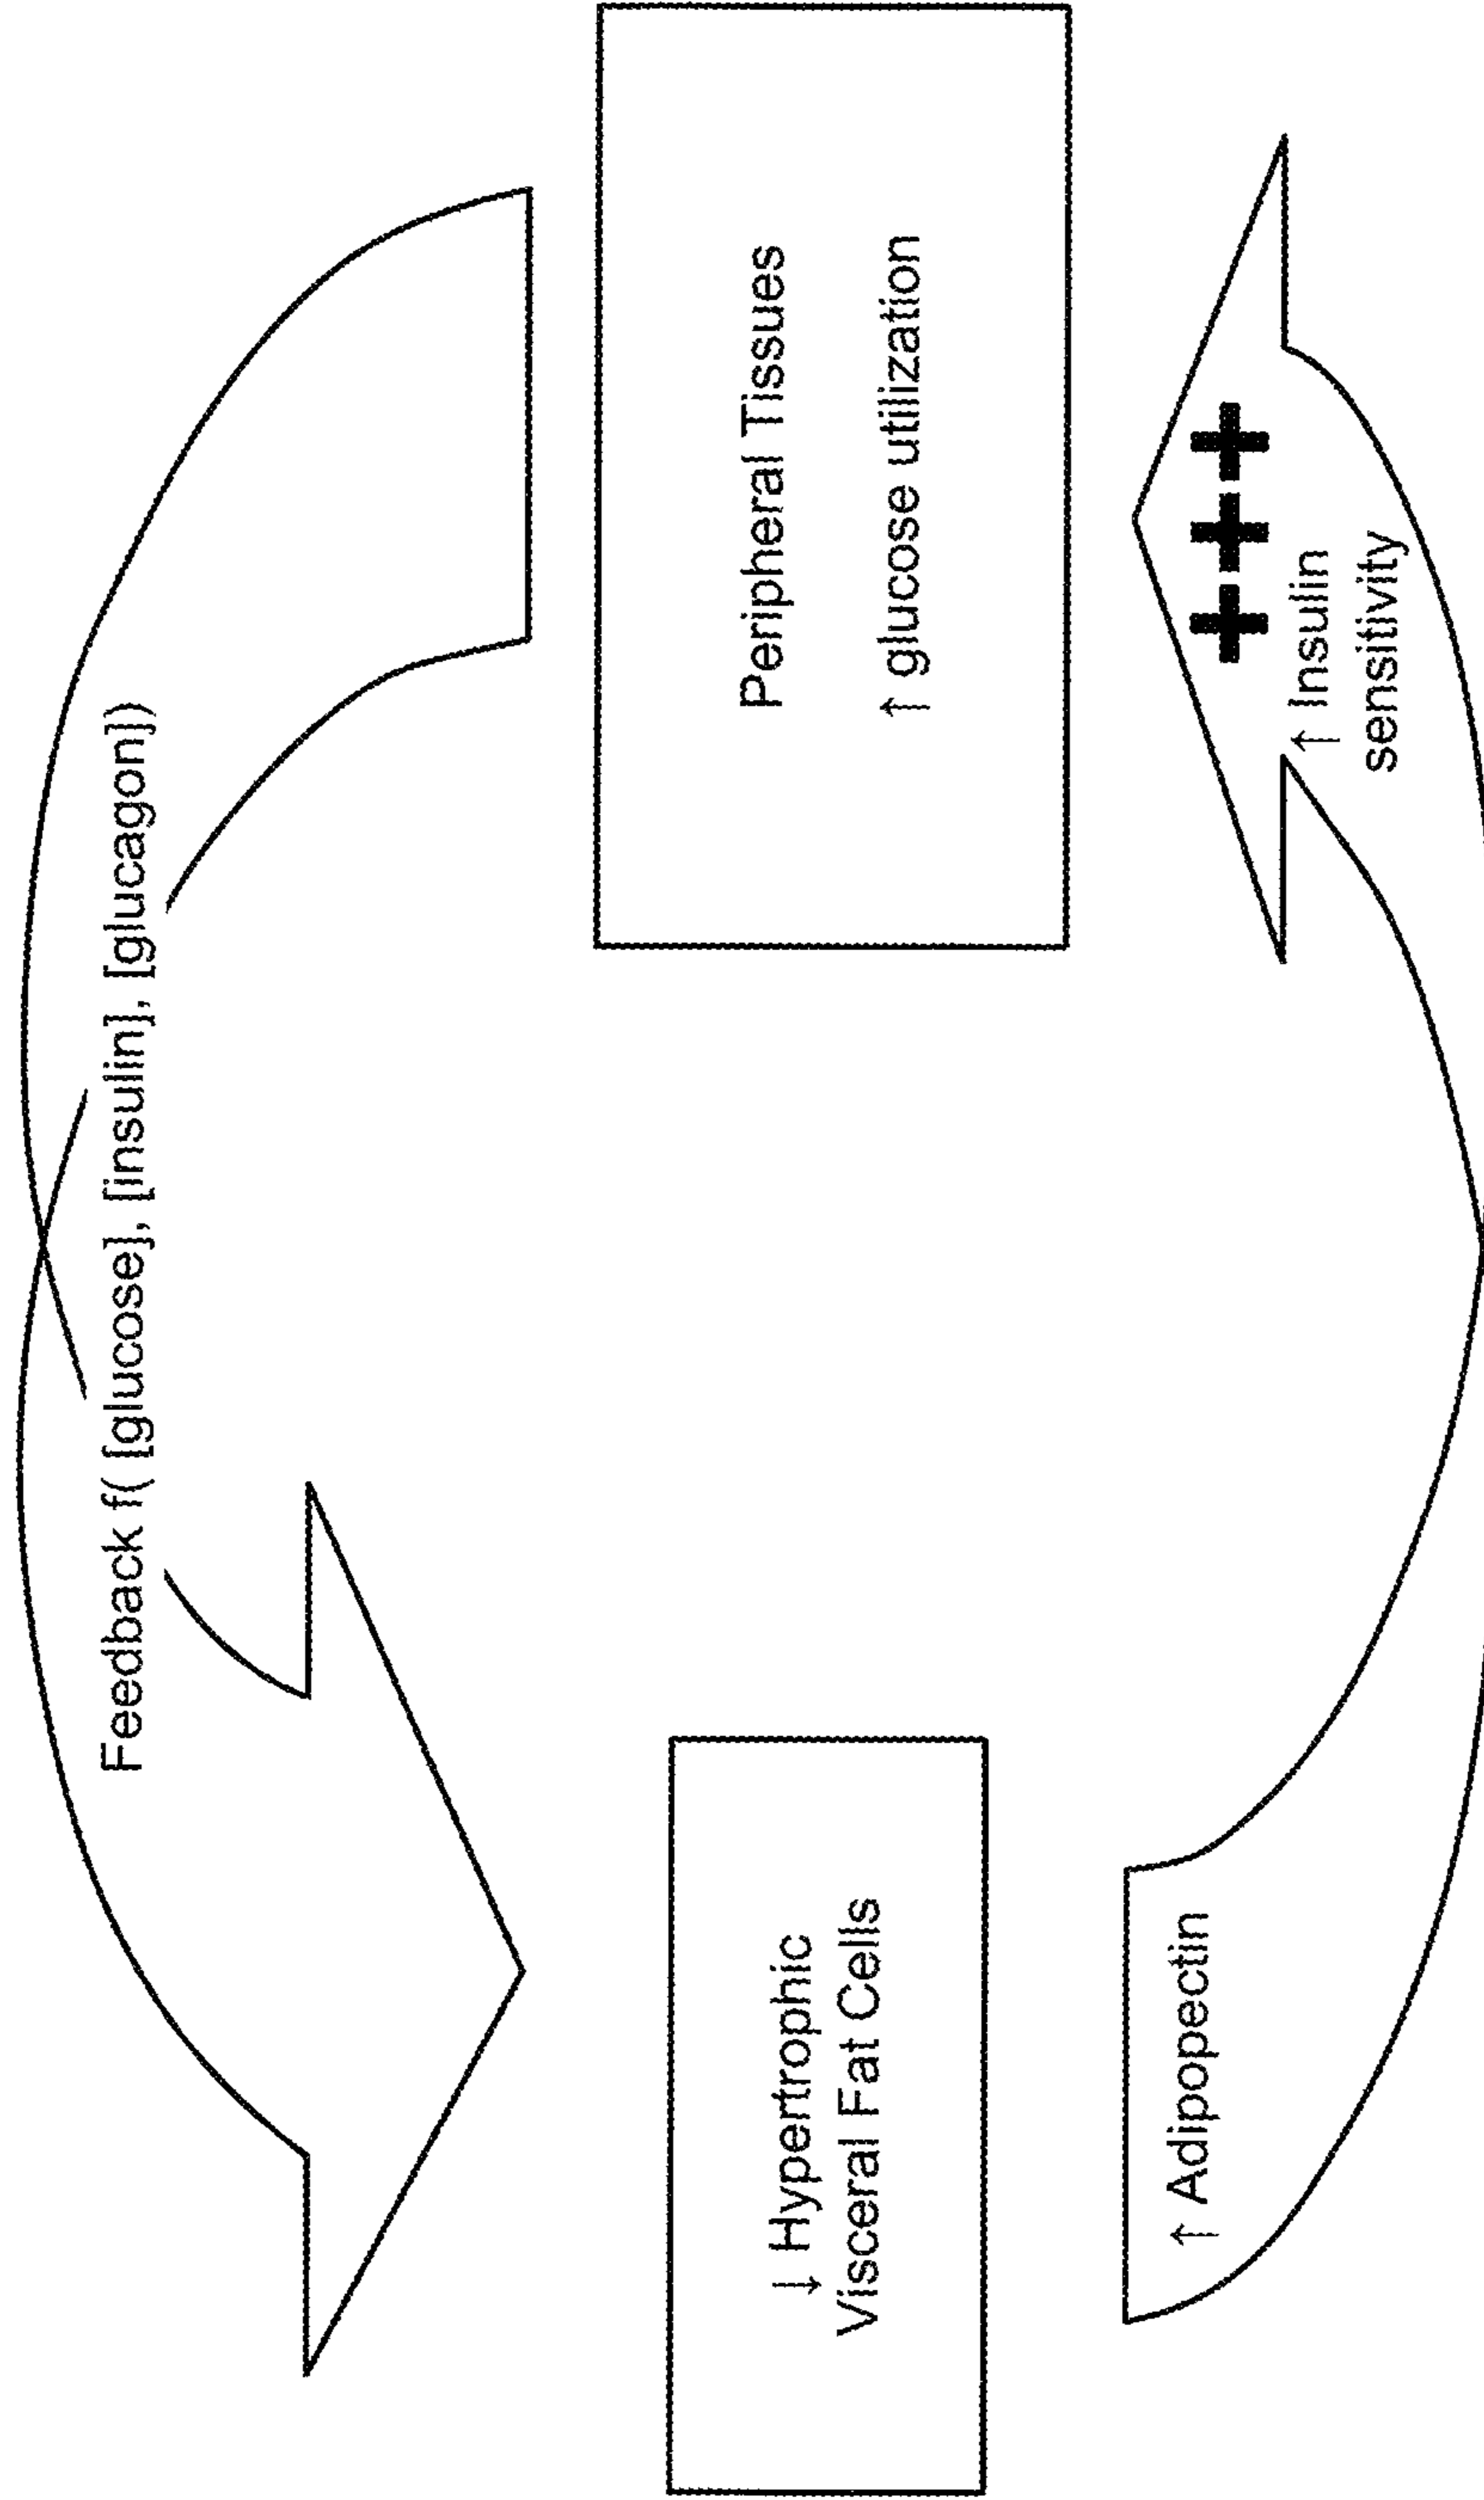 Feedback f( [glucose], [insulin], [glucagon])
↓ Hypertrophic
Visceral Fat Cells
Peripheral Tissues
↑ glucose utilization
↑ Adipopectin
+++
↑ Insulin
sensitivity